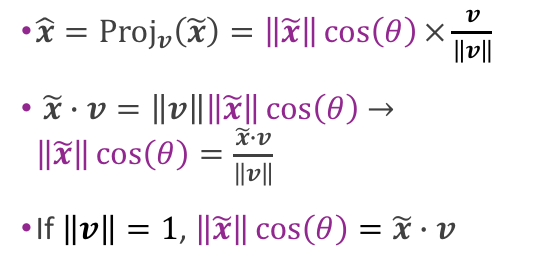 • x̂ = Proj_v(x̃) = ‖x̃‖ cos(θ) × v/‖v‖
• x̃ · v = ‖v‖‖x̃‖ cos(θ) →
‖x̃‖ cos(θ) = x̃·v/‖v‖
• If ‖v‖ = 1, ‖x̃‖ cos(θ) = x̃ · v